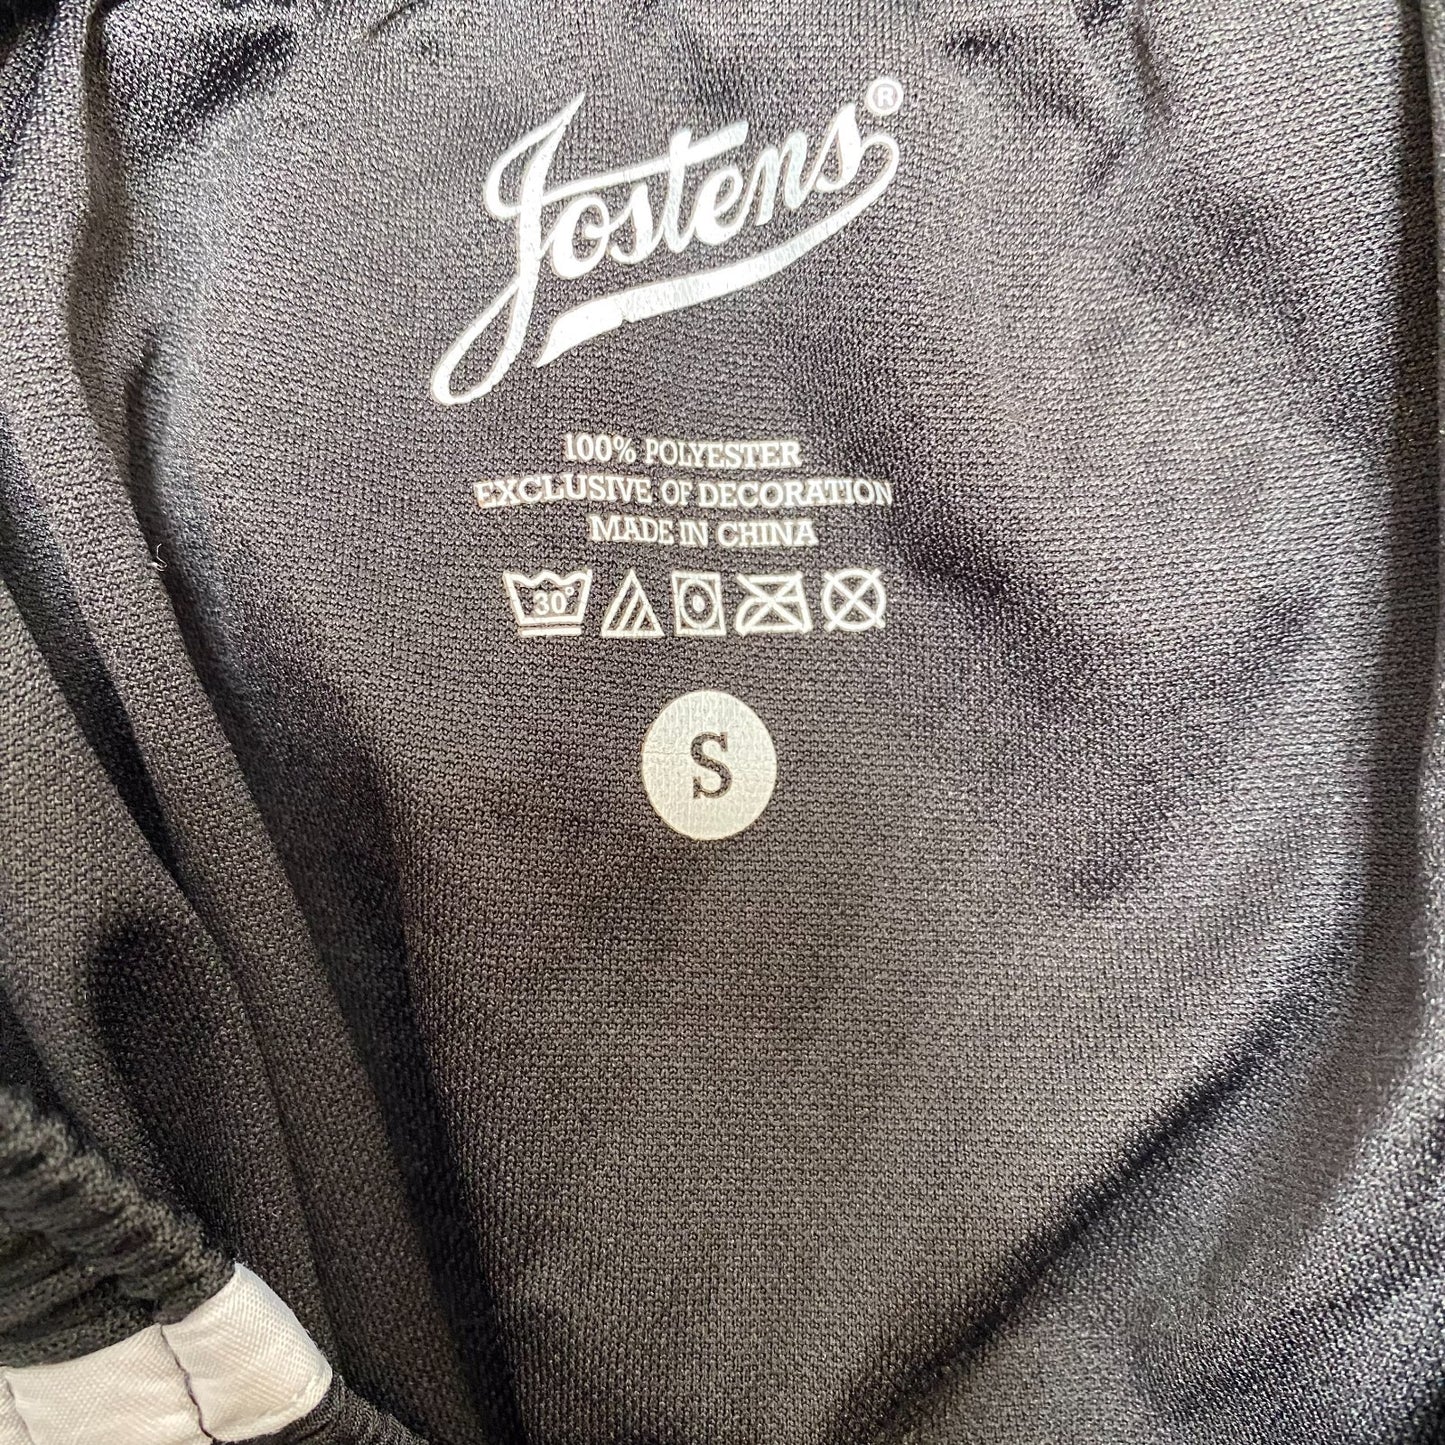 Jostens®
100% POLYESTER
EXCLUSIVE OF DECORATION
MADE IN CHINA
30°
S